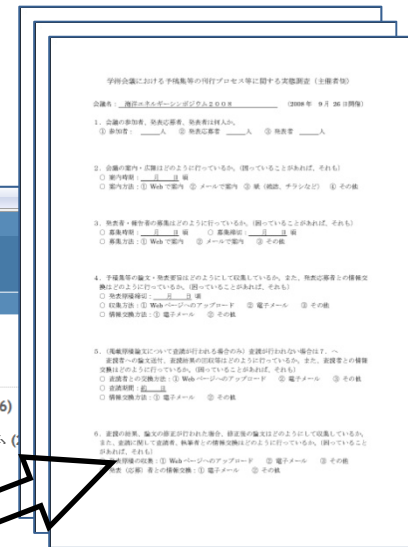 学術会議における予稿集等の刊行プロセス等に関する実態調査（主催者側）
会議名： 海洋エネルギーシンポジウム２００８ （2008 年 9 月 26 日開催）
1．会議の参加者、発表応募者、発表者は何人か。
① 参加者： ＿＿人 ② 発表応募者 ＿＿人 ③ 発表者 ＿＿人
2．会議の案内・広報はどのように行っているか。（困っていることがあれば、それも）
○ 案内時期： 月 日 頃
○ 案内方法：① Web で案内 ② メールで案内 ③ 紙（雑誌、チラシなど） ④ その他
3．発表者・報告者の募集はどのように行っているか。（困っていることがあれば、それも）
○ 募集時期： 月 日 頃 ○ 募集締切： 月 日 頃
○ 募集方法：① Web で案内 ② メールで案内 ③ その他
4．予稿集等の論文・発表要旨はどのようにして収集しているか。また、発表応募者との情報交
換はどのように行っているか。（困っていることがあれば、それも）
○ 発表原稿締切： 月 日 頃
○ 収集方法：① Web ページへのアップロード ② 電子メール ③ その他
○ 情報交換方法：① 電子メール ② その他
5．（掲載原稿論文について査読が行われる場合のみ）査読が行われない場合は７．へ
査読者への論文送付、査読結果の回収等はどのように行っているか。また、査読者との情報
交換はどのように行っているか。（困っていることがあれば、それも）
○ 査読者との交換方法：① Web ページへのアップロード ② 電子メール ③ その他
○ 査読期間：約 日
○ 情報交換方法：① 電子メール ② その他
6．査読の結果、論文の修正が行われた場合、修正後の論文はどのようにして収集しているか。
また、査読に関して査読者、執筆者との情報交換はどのように行っているか。（困っていること
があれば、それも）
原稿の収集：① Web ページへのアップロード ② 電子メール ③ その他
発表（応募）者との情報交換：① 電子メール ② その他
6)